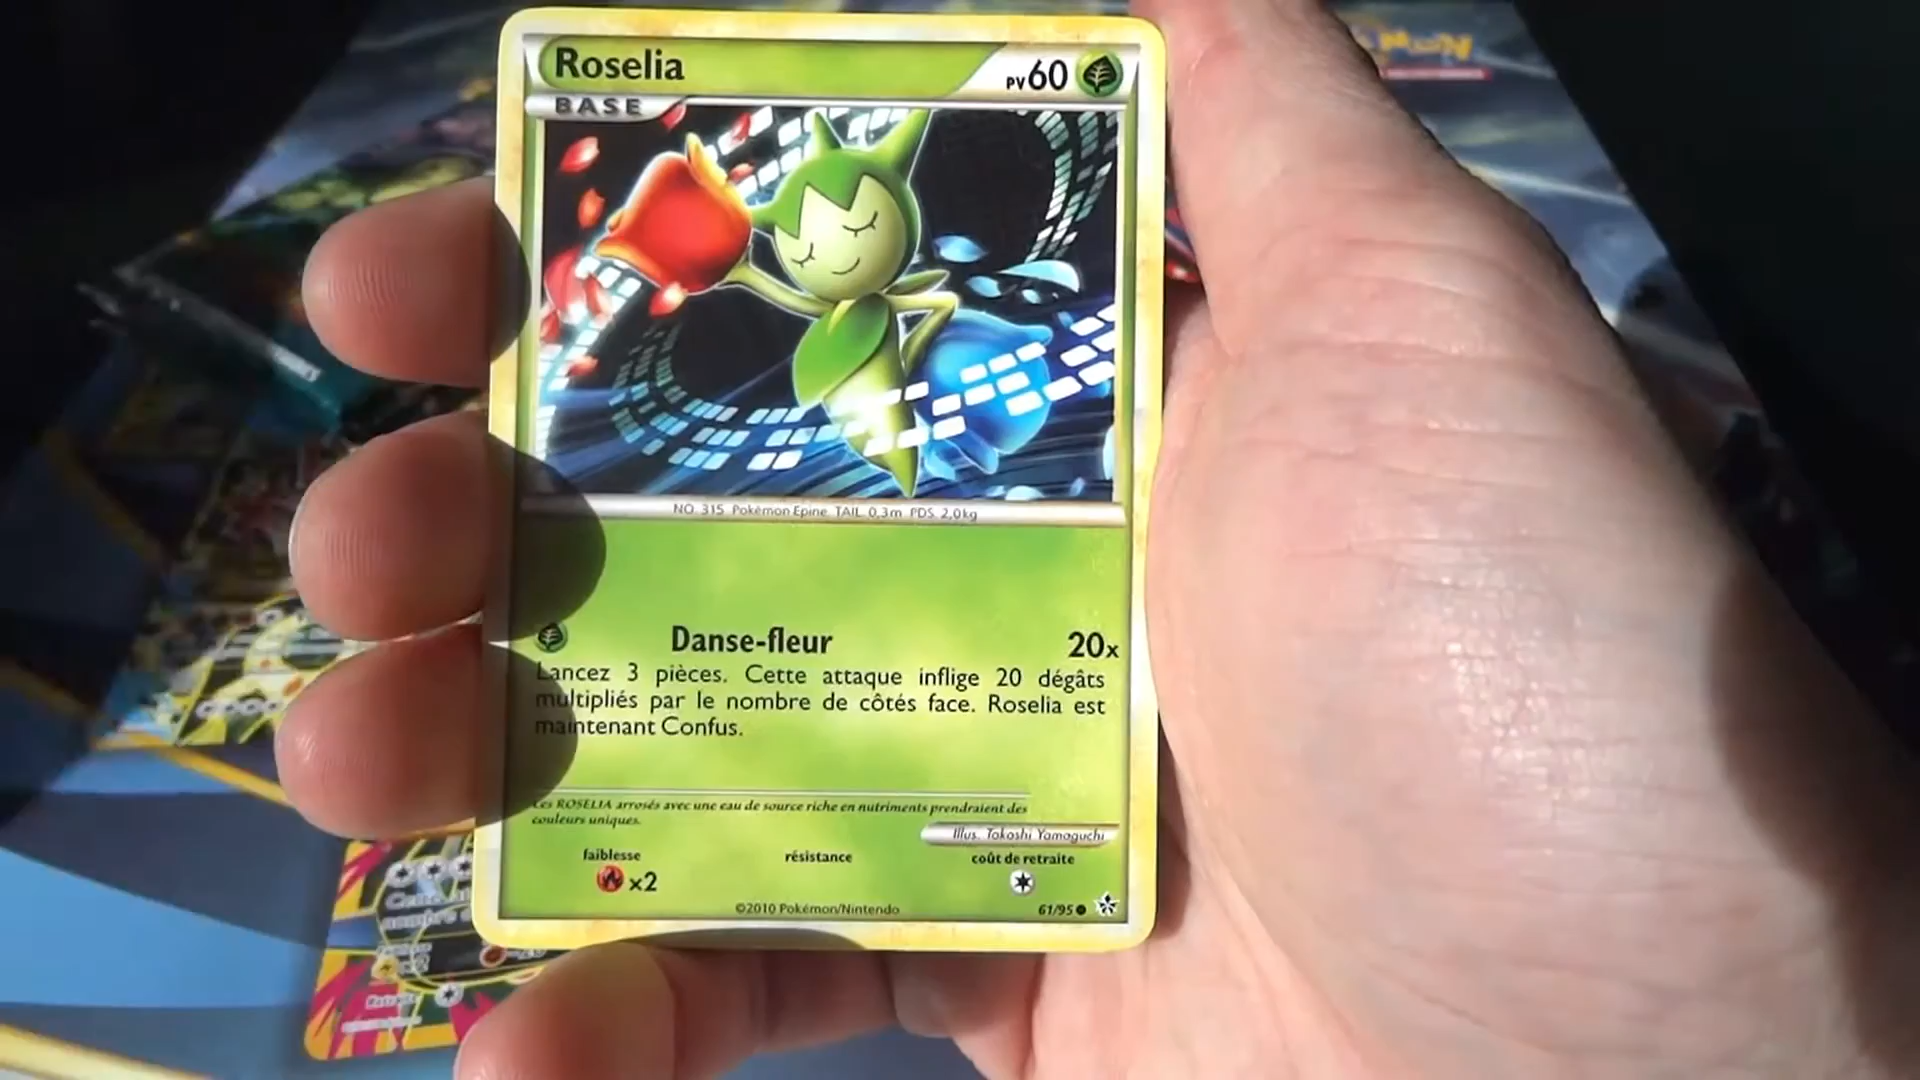 Roselia
PV60
BASE
NO. 315 Pokémon Epine TAIL 0,3m PDS 2,0kg
Danse-fleur
20x
Lancez 3 pièces. Cette attaque inflige 20 dégâts
multipliés par le nombre de côtés face. Roselia est
maintenant Confus.
Les ROSELIA arrosés avec une eau de source riche en nutriments prendraient des
couleurs uniques.
Illus. Takashi Yamaguchi
faiblesse
résistance
coût de retraite
x2
©2010 Pokémon/Nintendo
61/95